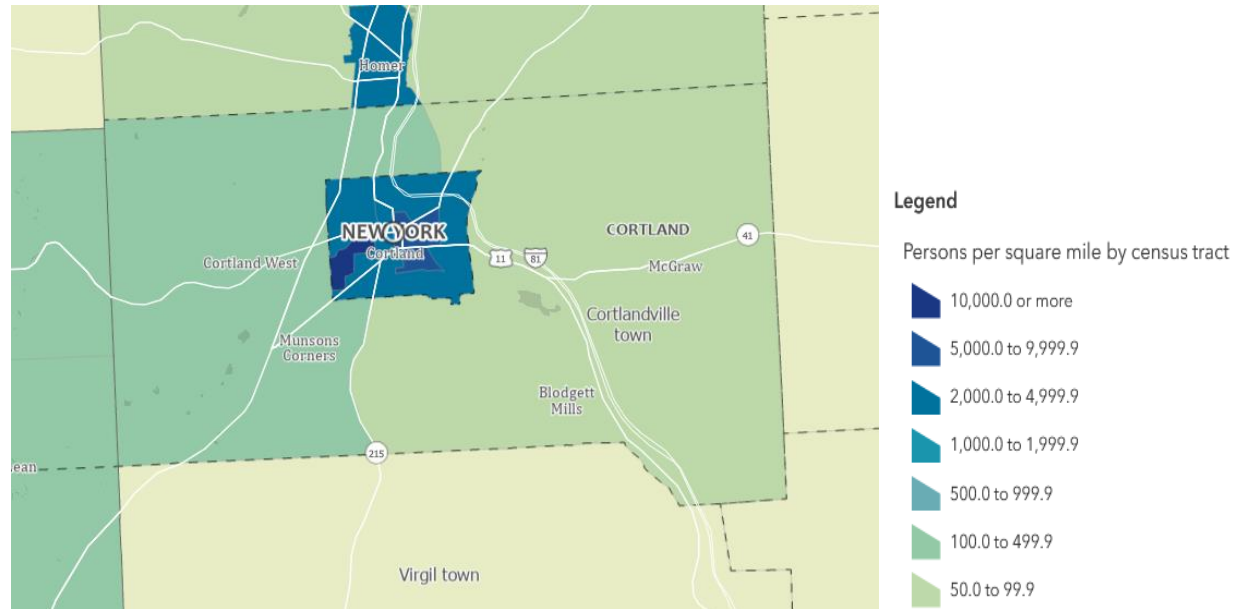 Homer
NEW YORK
Cortland
CORTLAND
41
Cortland West
11
81
McGraw
Cortlandville
town
Munsons
Corners
Blodgett
Mills
215
ean
Virgil town
Legend
Persons per square mile by census tract
10,000.0 or more
5,000.0 to 9,999.9
2,000.0 to 4,999.9
1,000.0 to 1,999.9
500.0 to 999.9
100.0 to 499.9
50.0 to 99.9